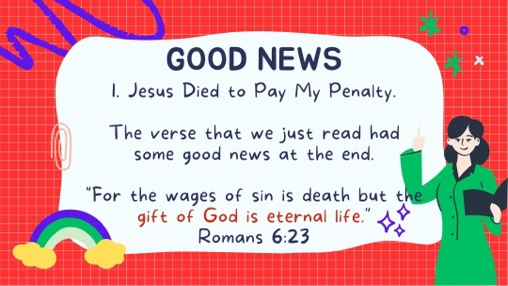 GOOD NEWS
1. Jesus Died to Pay My Penalty.
The verse that we just read had
some good news at the end.
"For the wages of sin is death but the
gift of God is eternal life."
Romans 6:23